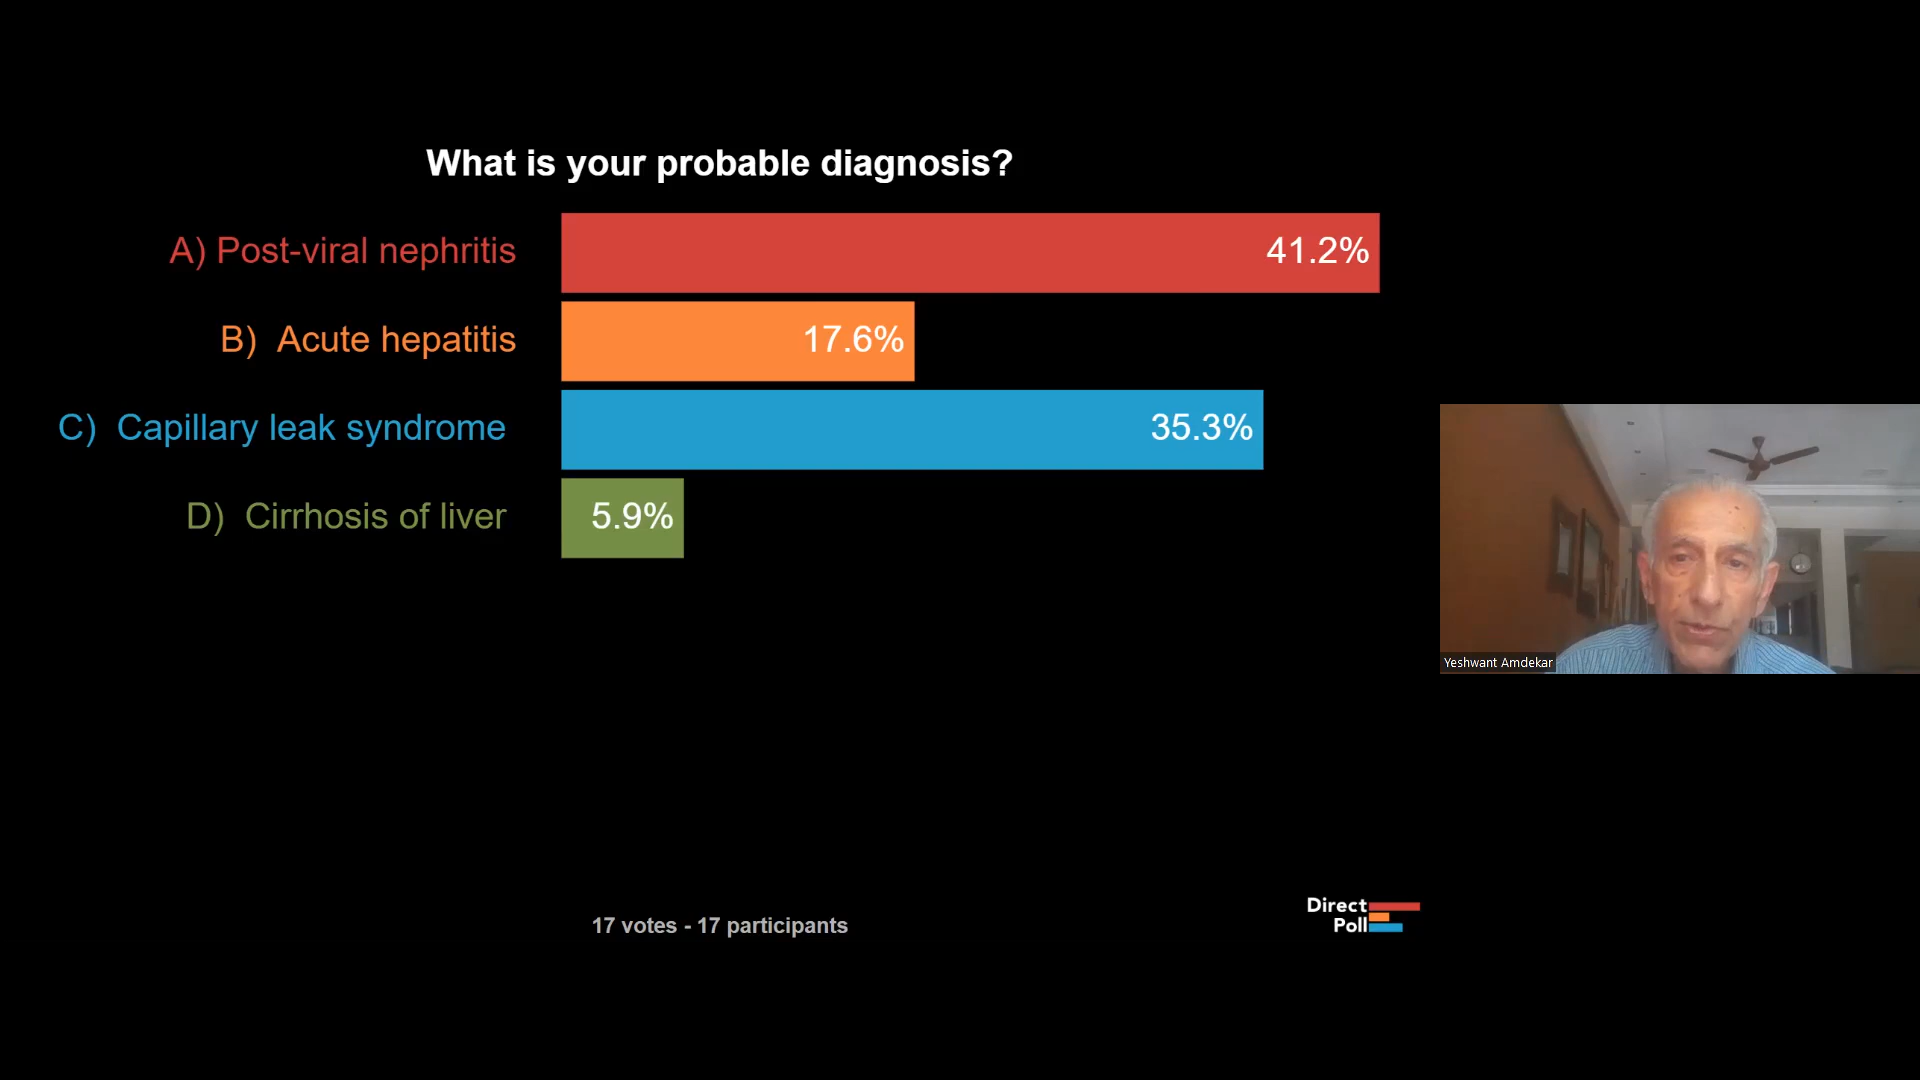 What is your probable diagnosis?
A) Post-viral nephritis 41.2%
B) Acute hepatitis 17.6%
C) Capillary leak syndrome 35.3%
D) Cirrhosis of liver 5.9%
Yeshwant Amdekar
17 votes - 17 participants
Direct
Poll